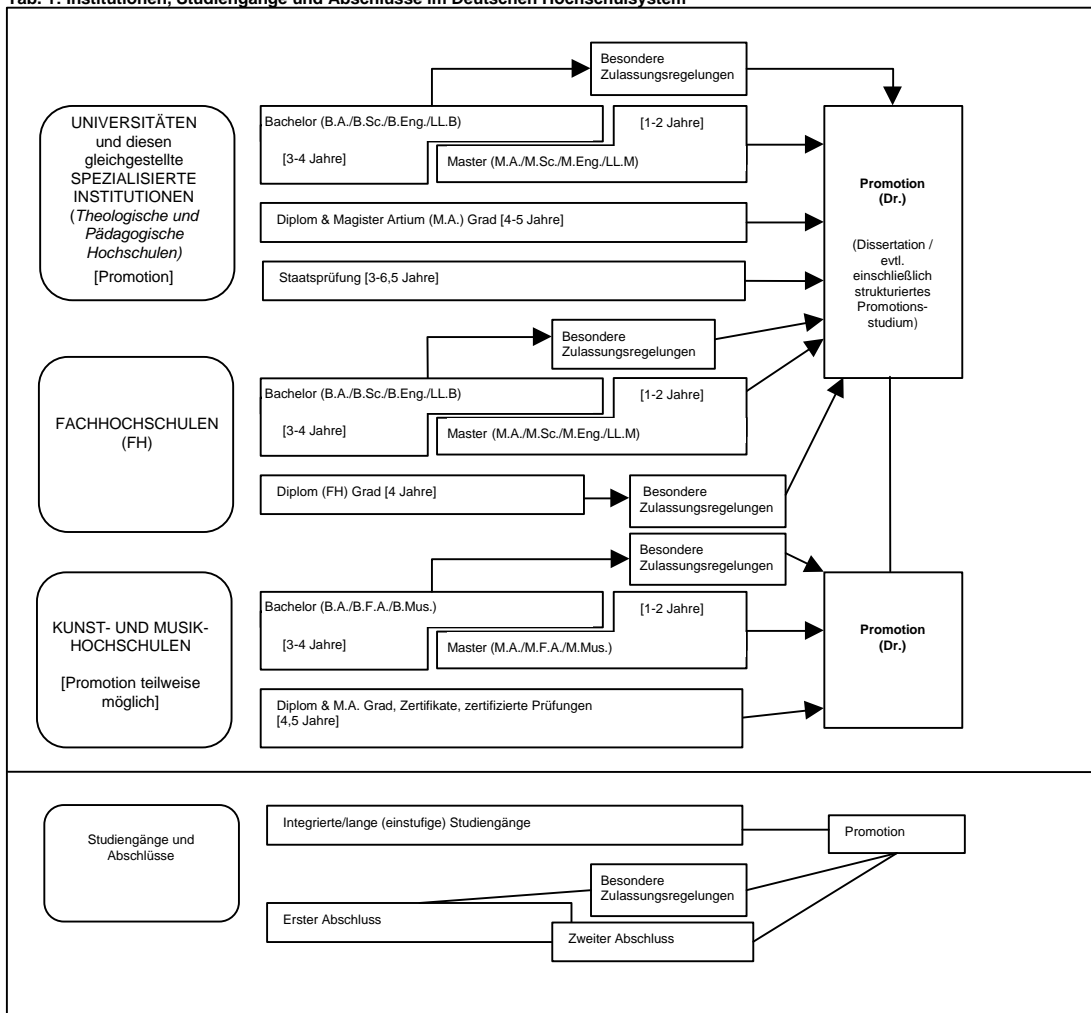 Tab. 1: Institutionen, Studiengänge und Abschlüsse im Deutschen Hochschulsystem
UNIVERSITÄTEN
und diesen
gleichgestellte
SPEZIALISIERTE
INSTITUTIONEN
(Theologische und
Pädagogische
Hochschulen)
[Promotion]
Besondere
Zulassungsregelungen
Bachelor (B.A./B.Sc./B.Eng./LL.B)
[3-4 Jahre]
[1-2 Jahre]
Master (M.A./M.Sc./M.Eng./LL.M)
Diplom & Magister Artium (M.A.) Grad [4-5 Jahre]
Staatsprüfung [3-6,5 Jahre]
Promotion
(Dr.)
(Dissertation /
evtl.
einschließlich
strukturiertes
Promotions-
studium)
FACHHOCHSCHULEN
(FH)
Besondere
Zulassungsregelungen
Bachelor (B.A./B.Sc./B.Eng./LL.B)
[3-4 Jahre]
[1-2 Jahre]
Master (M.A./M.Sc./M.Eng./LL.M)
Diplom (FH) Grad [4 Jahre]
Besondere
Zulassungsregelungen
KUNST- UND MUSIK-
HOCHSCHULEN
[Promotion teilweise
möglich]
Besondere
Zulassungsregelungen
Bachelor (B.A./B.F.A./B.Mus.)
[3-4 Jahre]
[1-2 Jahre]
Master (M.A./M.F.A./M.Mus.)
Diplom & M.A. Grad, Zertifikate, zertifizierte Prüfungen
[4,5 Jahre]
Promotion
(Dr.)
Studiengänge und
Abschlüsse
Integrierte/lange (einstufige) Studiengänge
Promotion
Besondere
Zulassungsregelungen
Erster Abschluss
Zweiter Abschluss